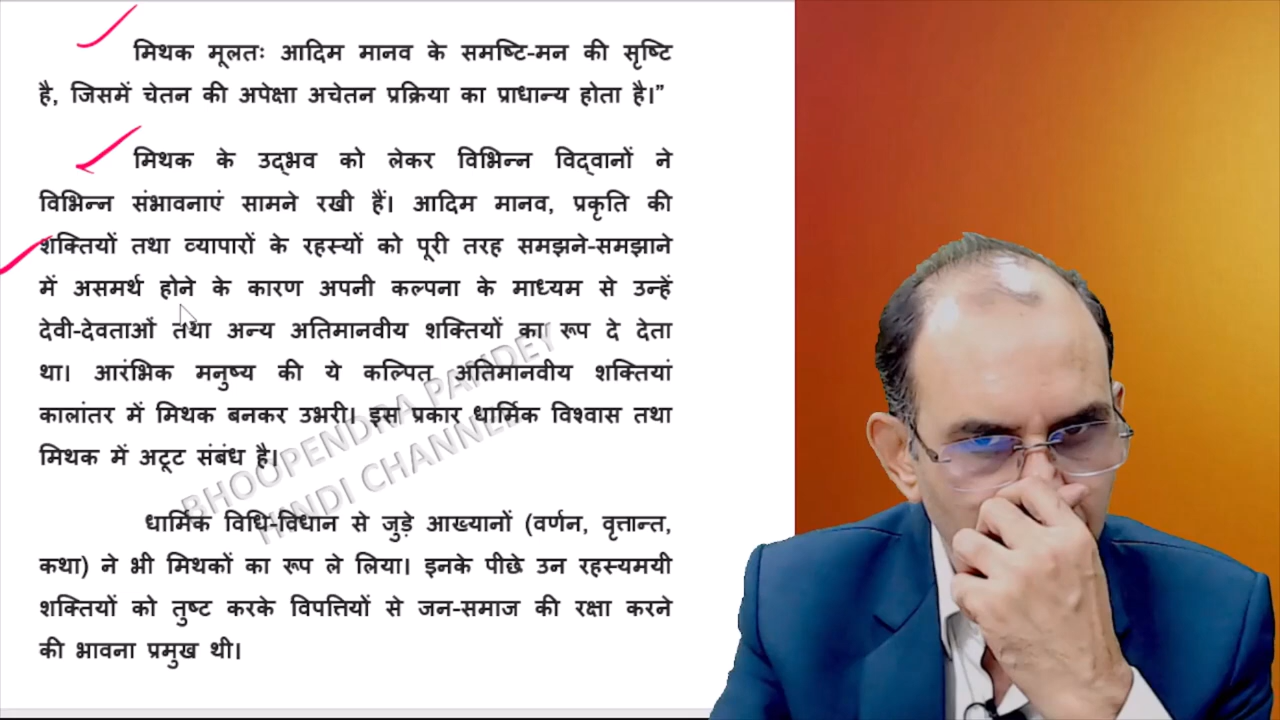 मिथक मूलतः आदिम मानव के समष्टि-मन की सृष्टि
है, जिसमें चेतन की अपेक्षा अचेतन प्रक्रिया का प्राधान्य होता है।”
मिथक के उद्भव को लेकर विभिन्न विद्वानों ने
विभिन्न संभावनाएं सामने रखी हैं। आदिम मानव, प्रकृति की
शक्तियों तथा व्यापारों के रहस्यों को पूरी तरह समझने-समझाने
में असमर्थ होने के कारण अपनी कल्पना के माध्यम से उन्हें
देवी-देवताओं तथा अन्य अतिमानवीय शक्तियों का रूप दे देता
था। आरंभिक मनुष्य की ये कल्पित अतिमानवीय शक्तियां
कालांतर में मिथक बनकर उभरी। इस प्रकार धार्मिक विश्वास तथा
मिथक में अटूट संबंध है।
धार्मिक विधि-विधान से जुड़े आख्यानों (वर्णन, वृत्तान्त,
कथा) ने भी मिथकों का रूप ले लिया। इनके पीछे उन रहस्यमयी
शक्तियों को तुष्ट करके विपत्तियों से जन-समाज की रक्षा करने
की भावना प्रमुख थी।
BHOOPENDRA PANDEY
HINDI CHANNEL